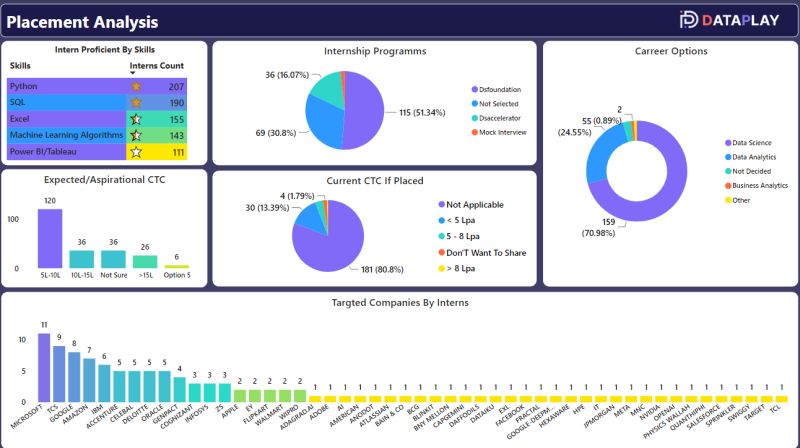 Placement Analysis
DATAPLAY
Intern Proficient By Skills
Skills Interns Count
Python 207
SQL 190
Excel 155
Machine Learning Algorithms 143
Power BI/Tableau 111
Internship Programms
36 (16.07%)
69 (30.8%)
115 (51.34%)
Dsfoundation
Not Selected
Dsaccelerator
Mock Interview
Carreer Options
2
(0.89%)
55
(24.55%)
159
(70.98%)
Data Science
Data Analytics
Not Decided
Business Analytics
Other
Expected/Aspirational CTC
100
0
120
36
36
26
6
5L-10L
10L-15L
Not Sure
>15L
Option 5
Current CTC If Placed
4 (1.79%)
30 (13.39%)
181 (80.8%)
Not Applicable
< 5 Lpa
5 - 8 Lpa
Don'T Want To Share
> 8 Lpa
Targted Companies By Interns
10
5
0
11 9 8 7 6 5 5 5 5 4 3 3 3 2 2 2 2 2 1 1 1 1 1 1 1 1 1 1 1 1 1 1 1 1 1 1 1 1 1 1 1 1 1 1 1 1 1 1 1 1
MICROSOFT
TCS
GOOGLE
AMAZON
IBM
ACCENTURE
CELEBAL
DELOITTE
ORACLE
GENPACT
COGNIZANT
INFOSYS
ZS
APPLE
EY
FLIPKART
WALMART
WIPRO
ADAGRAD.AI
ADOBE
AI
AMERICAN
ANODOT
ATLASSIAN
BAIN & CO
BCG
BLINKIT
BNY MELLON
CAPGEMINI
DAFFODILS
DATAIKU
EXL
FACEBOOK
FRACTAL
GOOGLE-DEEPM...
HEXAWARE
HPE
IT
JPMORGAN
META
MNC
NVIDIA
OPENAI
PHYSICS WALLAH
QUANTIPHI
SALESFORCE
SPRINKLER
SWIGGY
TARGET
TCL